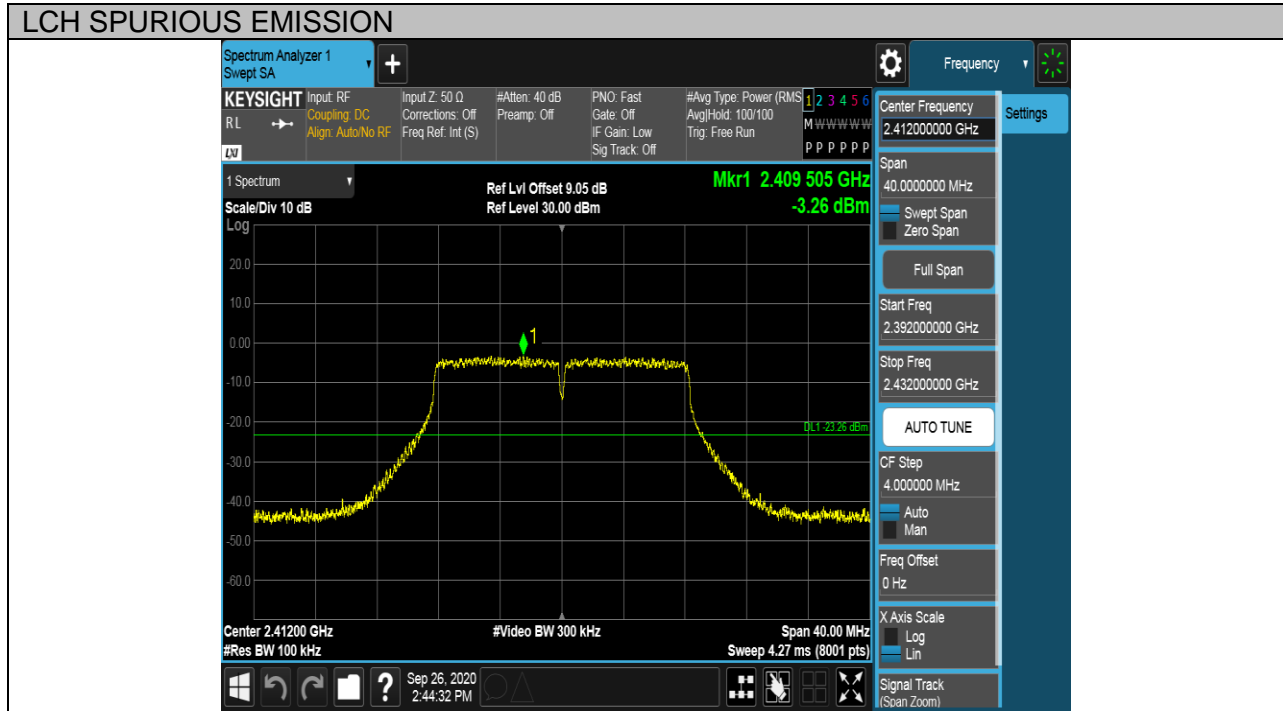 LCH SPURIOUS EMISSION
Spectrum Analyzer 1
Swept SA
+
Frequency
KEYSIGHT
RL
LXI
Input: RF
Coupling: DC
Align: Auto/No RF
Input Z: 50 Ω
Corrections: Off
Freq Ref: Int (S)
#Atten: 40 dB
Preamp: Off
PNO: Fast
Gate: Off
IF Gain: Low
Sig Track: Off
#Avg Type: Power (RMS
Avg|Hold: 100/100
Trig: Free Run
1 2 3 4 5 6
M W W W W W
P P P P P P
Center Frequency
2.412000000 GHz
Settings
Span
40.0000000 MHz
Swept Span
Zero Span
Full Span
Start Freq
2.392000000 GHz
Stop Freq
2.432000000 GHz
AUTO TUNE
CF Step
4.000000 MHz
Auto
Man
Freq Offset
0 Hz
X Axis Scale
Log
Lin
Signal Track
(Span Zoom)
1 Spectrum
Scale/Div 10 dB
Ref Lvl Offset 9.05 dB
Ref Level 30.00 dBm
Mkr1 2.409 505 GHz
-3.26 dBm
Log
20.0
10.0
0.00
-10.0
-20.0
-30.0
-40.0
-50.0
-60.0
1
DL1 -23.26 dBm
Center 2.41200 GHz
#Res BW 100 kHz
#Video BW 300 kHz
Span 40.00 MHz
Sweep 4.27 ms (8001 pts)
?
Sep 26, 2020
2:44:32 PM